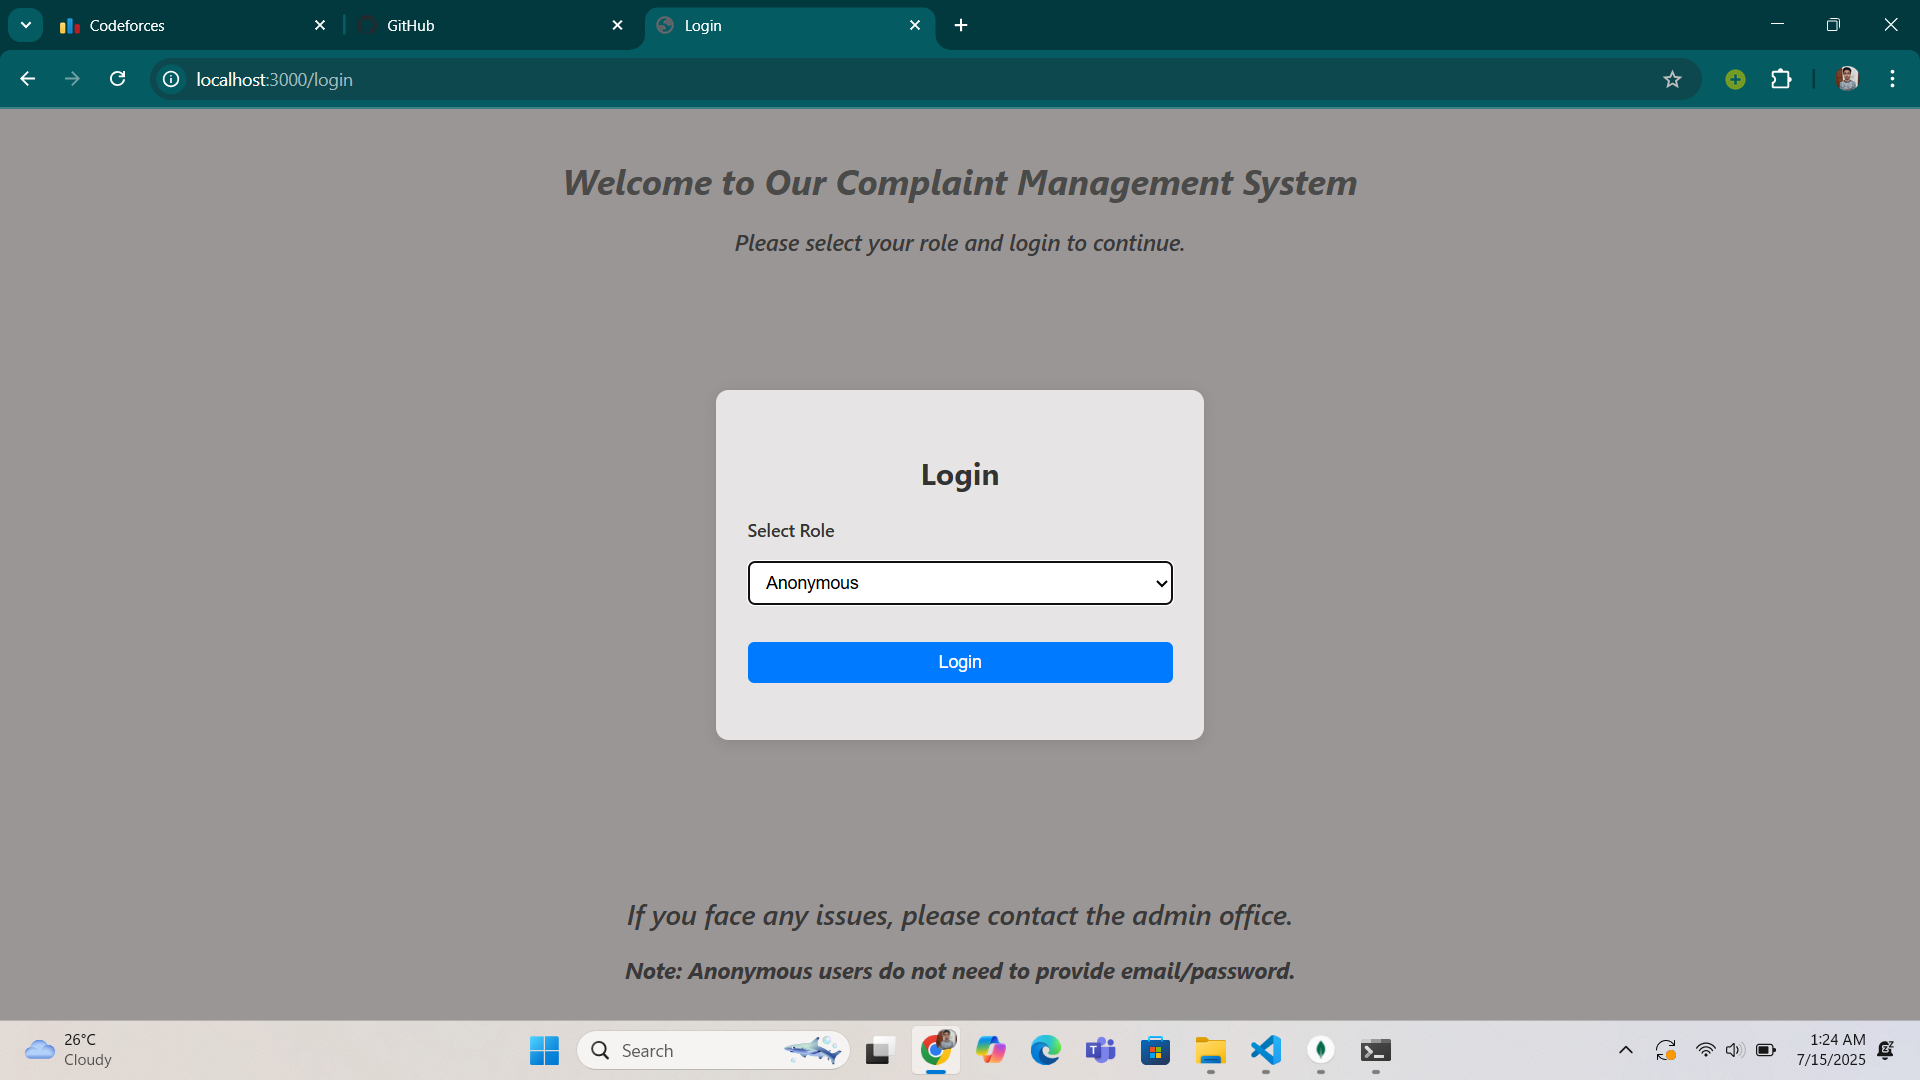 Codeforces
GitHub
Login
localhost:3000/login
Welcome to Our Complaint Management System
Please select your role and login to continue.
Login
Select Role
Anonymous
Login
If you face any issues, please contact the admin office.
Note: Anonymous users do not need to provide email/password.
26°C
Cloudy
Search
1:24 AM
7/15/2025